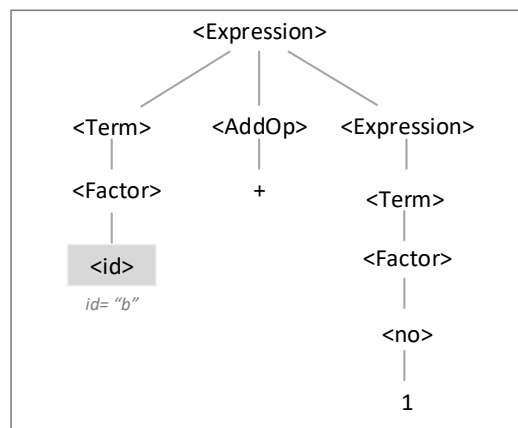 <Expression>
<Term> <AddOp> <Expression>
<Factor> + <Term>
<id> <Factor>
id= “b”
<no>
1